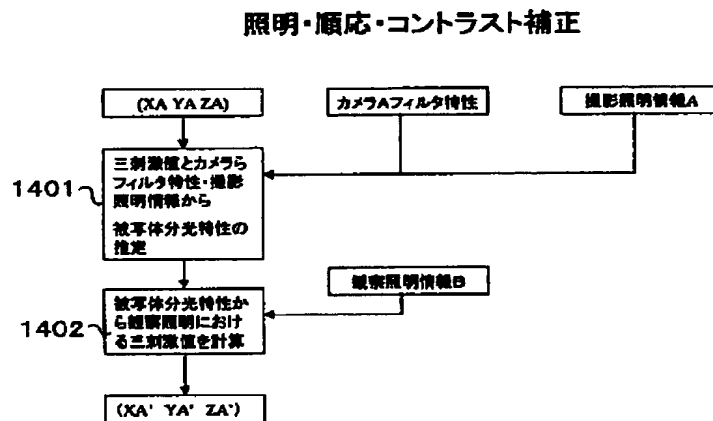 照明・順応・コントラスト補正
(XA YA ZA)
カメラAフィルタ特性
撮影照明情報A
1401
三刺激値とカメラら
フィルタ特性・撮影
照明情報から
被写体分光特性の
推定
観察照明情報B
1402
被写体分光特性か
ら観察照明におけ
る三刺激値を計算
(XA' YA' ZA')